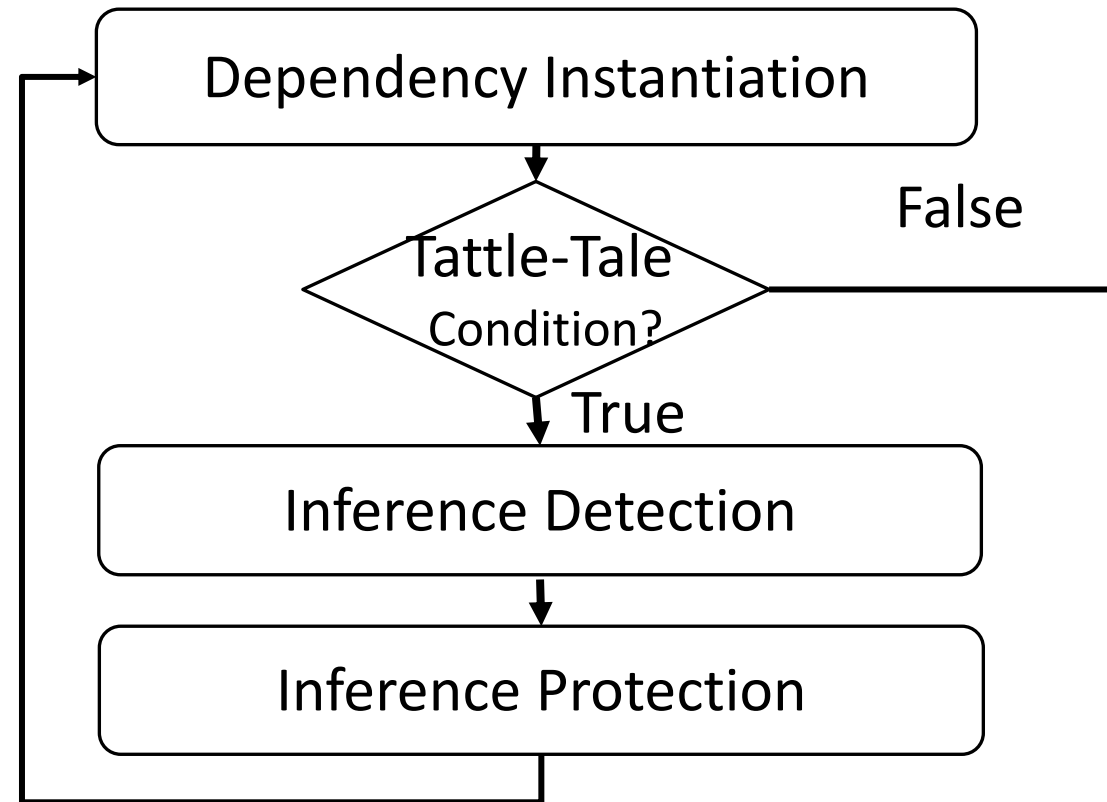 Dependency Instantiation
False
Tattle-Tale
Condition?
True
Inference Detection
Inference Protection